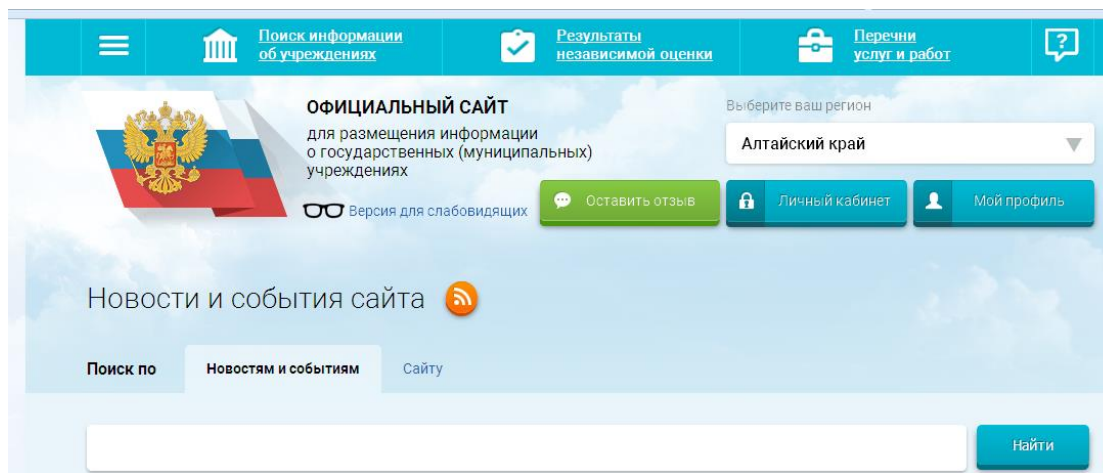 Поиск информации
об учреждениях
Результаты
независимой оценки
Перечни
услуг и работ
?
ОФИЦИАЛЬНЫЙ САЙТ
для размещения информации
о государственных (муниципальных)
учреждениях
Версия для слабовидящих
Выберите ваш регион
Алтайский край
Оставить отзыв
Личный кабинет
Мой профиль
Новости и события сайта
Поиск по
Новостям и событиям
Сайту
Найти